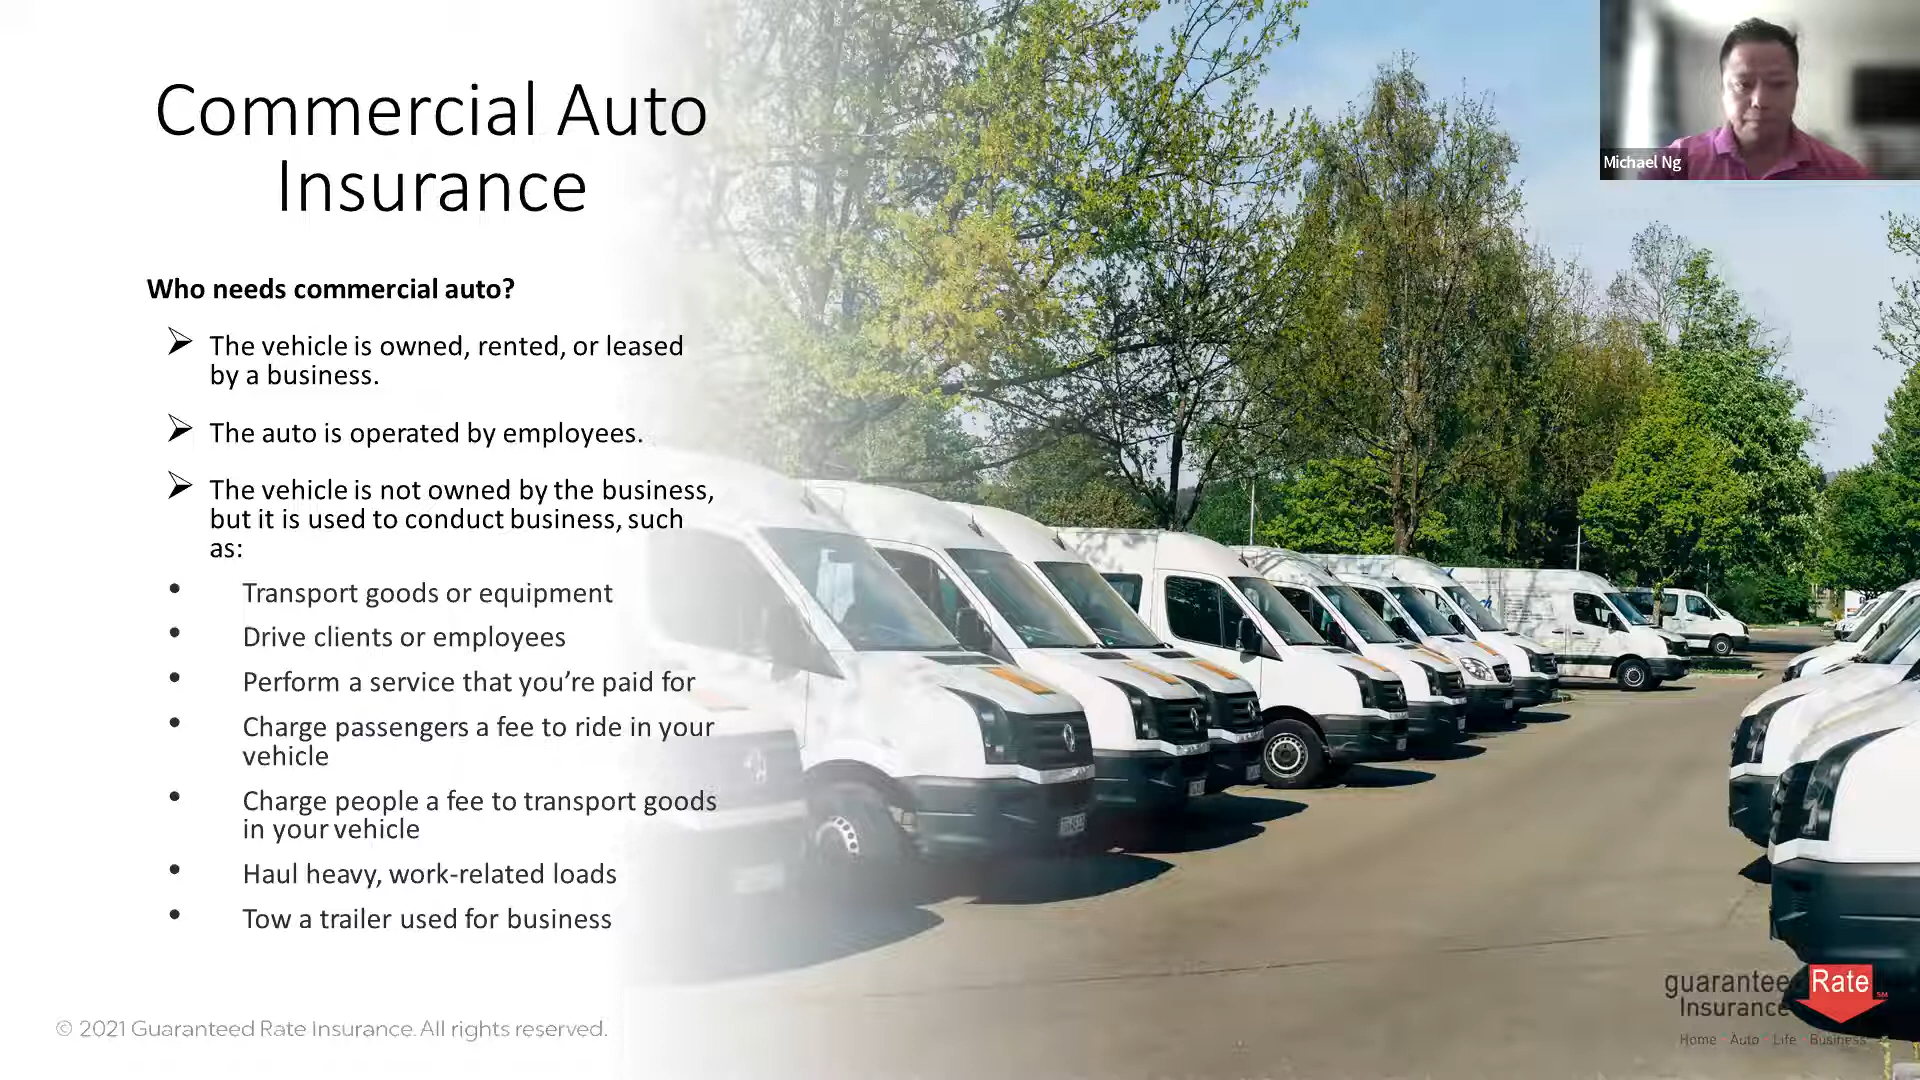 Commercial Auto
Insurance
Michael Ng
Who needs commercial auto?
➢ The vehicle is owned, rented, or leased
by a business.
➢ The auto is operated by employees.
➢ The vehicle is not owned by the business,
but it is used to conduct business, such
as:
• Transport goods or equipment
• Drive clients or employees
• Perform a service that you’re paid for
• Charge passengers a fee to ride in your
vehicle
• Charge people a fee to transport goods
in your vehicle
• Haul heavy, work-related loads
• Tow a trailer used for business
guaranteed Rate
Insurance
SM
Home Auto Life Business
© 2021 Guaranteed Rate Insurance. All rights reserved.